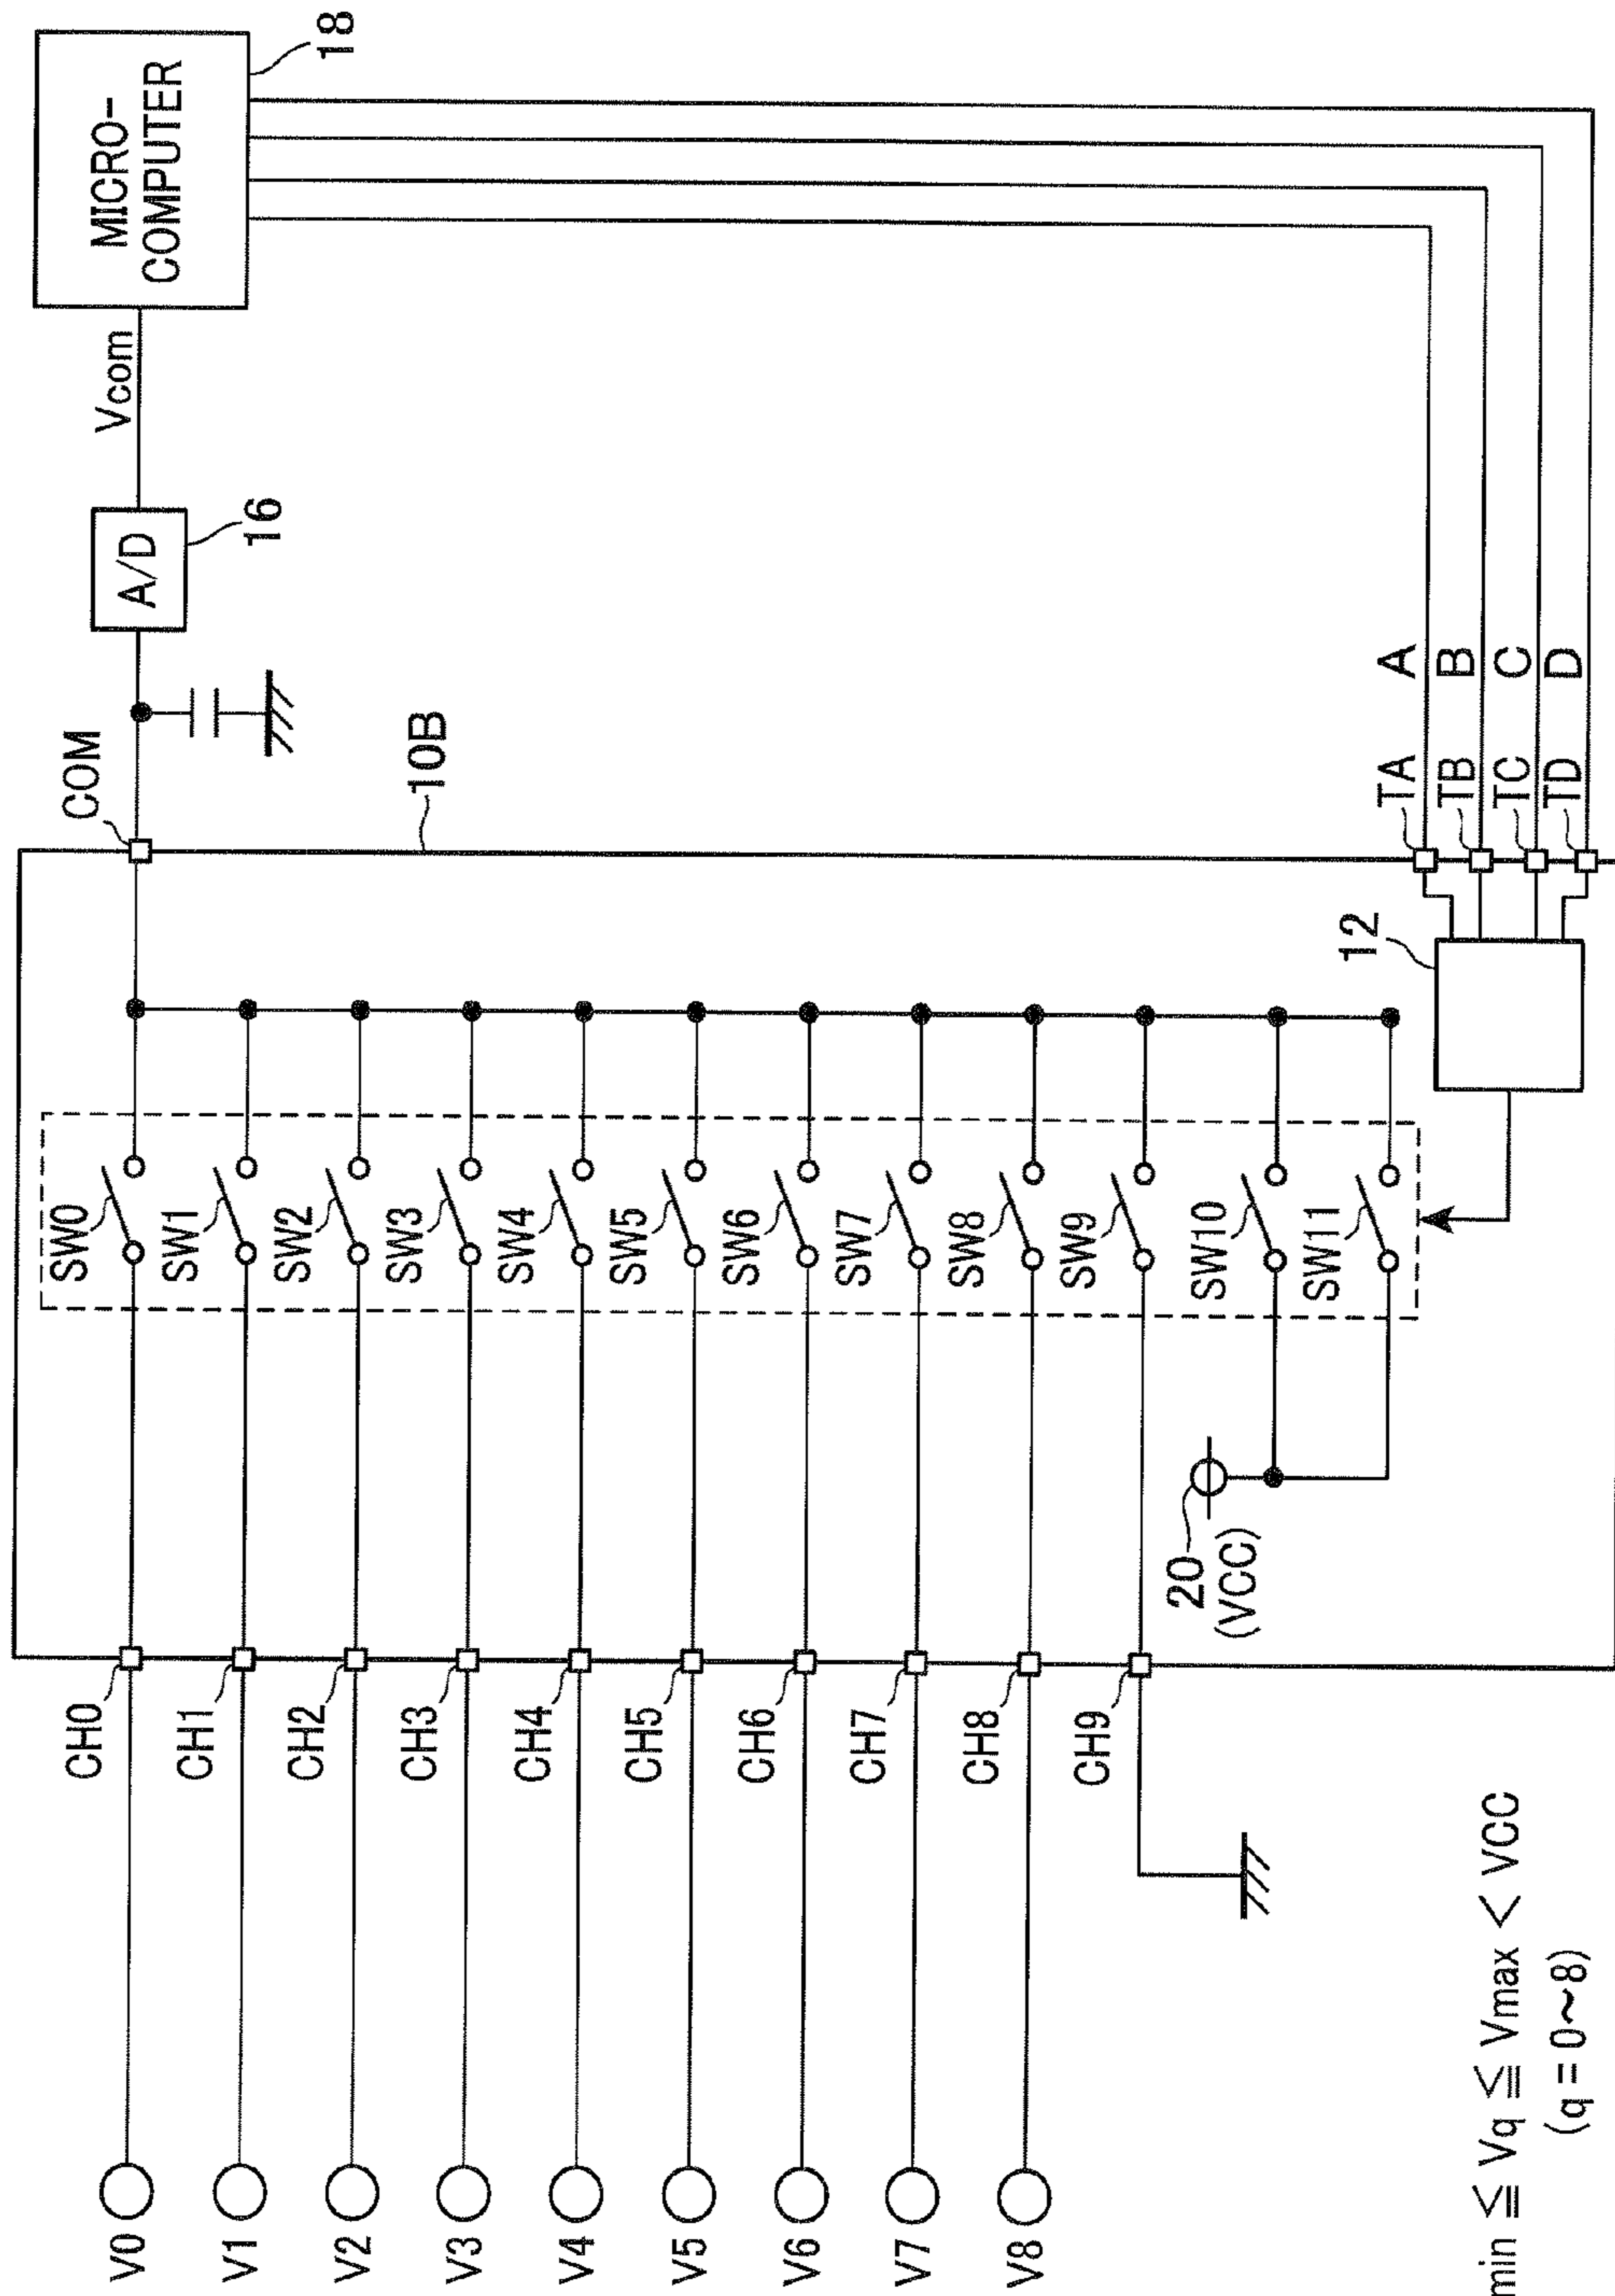 MICRO-
COMPUTER
18
Vcom
A/D
16
COM
10B
A
B
C
D
TA
TB
TC
TD
12
SW0
SW1
SW2
SW3
SW4
SW5
SW6
SW7
SW8
SW9
SW10
SW11
20
(VCC)
CH0
CH1
CH2
CH3
CH4
CH5
CH6
CH7
CH8
CH9
V0
V1
V2
V3
V4
V5
V6
V7
V8
min ≦ Vq ≦ Vmax < VCC
(q = 0~8)